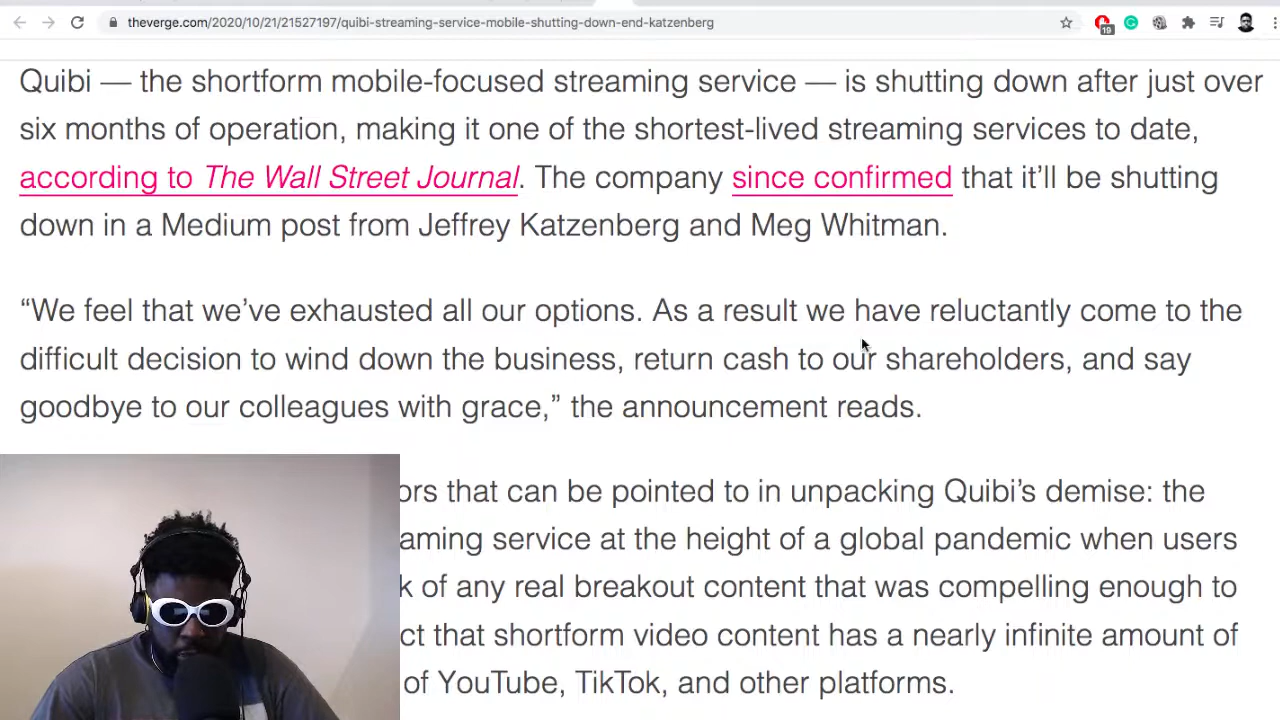 theverge.com/2020/10/21/21527197/quibi-streaming-service-mobile-shutting-down-end-katzenberg
19
Quibi — the shortform mobile-focused streaming service — is shutting down after just over
six months of operation, making it one of the shortest-lived streaming services to date,
according to The Wall Street Journal. The company since confirmed that it’ll be shutting
down in a Medium post from Jeffrey Katzenberg and Meg Whitman.
“We feel that we’ve exhausted all our options. As a result we have reluctantly come to the
difficult decision to wind down the business, return cash to our shareholders, and say
goodbye to our colleagues with grace,” the announcement reads.
ors that can be pointed to in unpacking Quibi’s demise: the
aming service at the height of a global pandemic when users
k of any real breakout content that was compelling enough to
ct that shortform video content has a nearly infinite amount of
of YouTube, TikTok, and other platforms.